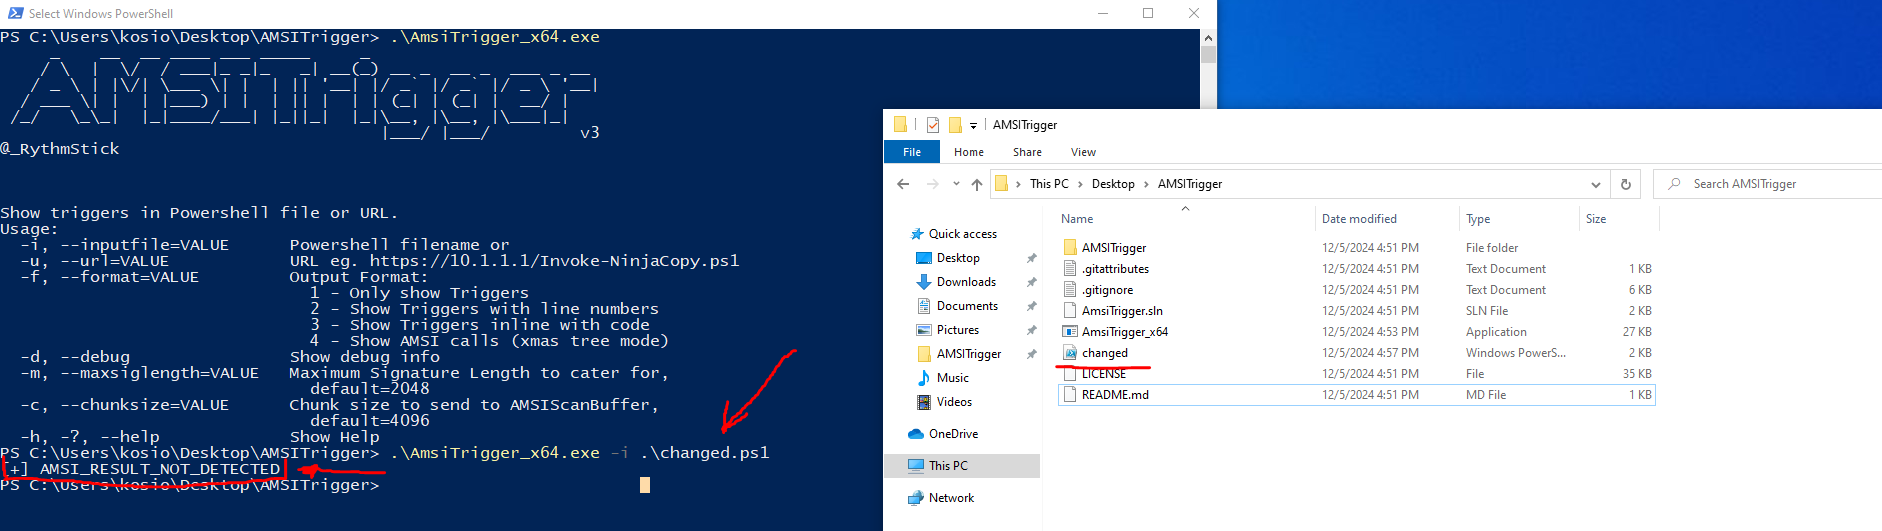 Select Windows PowerShell
PS C:\Users\kosio\Desktop\AMSITrigger> .\AmsiTrigger_x64.exe
AMSITrigger
v3
@_RythmStick
Show triggers in Powershell file or URL.
Usage:
-i, --inputfile=VALUE Powershell filename or
-u, --url=VALUE URL eg. https://10.1.1.1/Invoke-NinjaCopy.ps1
-f, --format=VALUE Output Format:
1 - Only show Triggers
2 - Show Triggers with line numbers
3 - Show Triggers inline with code
4 - Show AMSI calls (xmas tree mode)
-d, --debug Show debug info
-m, --maxsiglength=VALUE Maximum Signature Length to cater for,
default=2048
-c, --chunksize=VALUE Chunk size to send to AMSIScanBuffer,
default=4096
-h, -?, --help Show Help
PS C:\Users\kosio\Desktop\AMSITrigger> .\AmsiTrigger_x64.exe -i .\changed.ps1
[+] AMSI_RESULT_NOT_DETECTED
PS C:\Users\kosio\Desktop\AMSITrigger>
AMSITrigger
File Home Share View
This PC > Desktop > AMSITrigger
Search AMSITrigger
Quick access
Desktop
Downloads
Documents
Pictures
AMSITrigger
Music
Videos
OneDrive
This PC
Network
Name Date modified Type Size
AMSITrigger 12/5/2024 4:51 PM File folder
.gitattributes 12/5/2024 4:51 PM Text Document 1 KB
.gitignore 12/5/2024 4:51 PM Text Document 6 KB
AmsiTrigger.sln 12/5/2024 4:51 PM SLN File 2 KB
AmsiTrigger_x64 12/5/2024 4:53 PM Application 27 KB
changed 12/5/2024 4:57 PM Windows PowerS... 2 KB
LICENSE 12/5/2024 4:51 PM File 35 KB
README.md 12/5/2024 4:51 PM MD File 1 KB